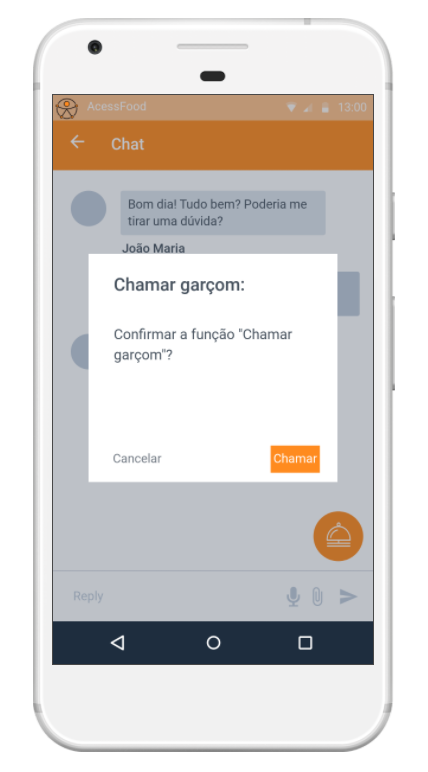 AcessFood
13:00
Chat
Bom dia! Tudo bem? Poderia me
tirar uma dúvida?
João Maria
Chamar garçom:
Confirmar a função "Chamar
garçom"?
Cancelar
Chamar
Reply